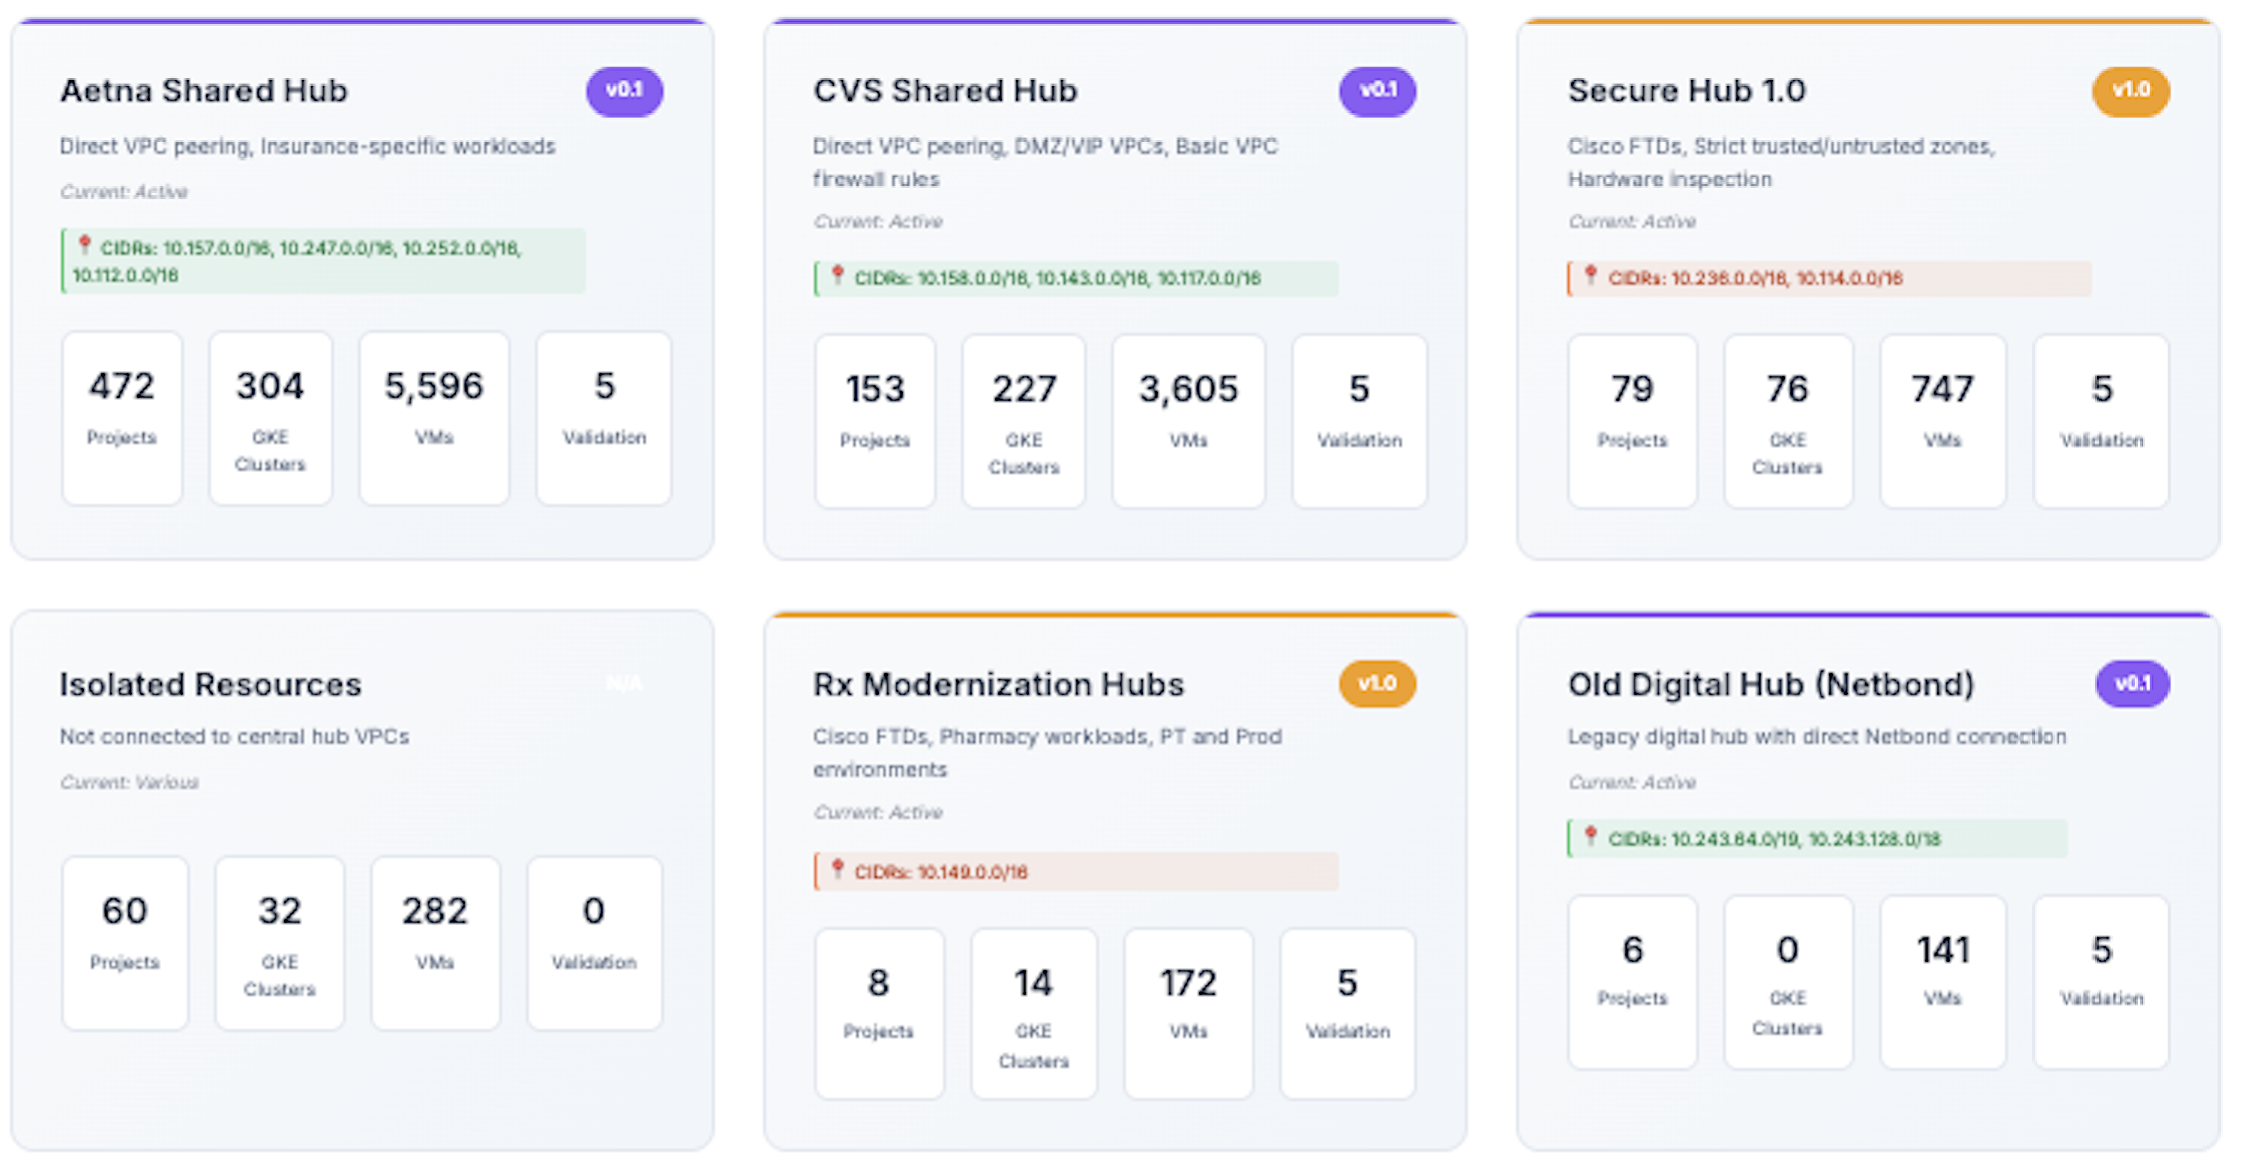 Aetna Shared Hub
v0.1
Direct VPC peering, Insurance-specific workloads
Current: Active
CIDRs: 10.157.0.0/16, 10.247.0.0/16, 10.252.0.0/16,
10.112.0.0/16
472
Projects
304
GKE
Clusters
5,596
VMs
5
Validation
CVS Shared Hub
v0.1
Direct VPC peering, DMZ/VIP VPCs, Basic VPC
firewall rules
Current: Active
CIDRs: 10.158.0.0/16, 10.143.0.0/16, 10.117.0.0/16
153
Projects
227
GKE
Clusters
3,605
VMs
5
Validation
Secure Hub 1.0
v1.0
Cisco FTDs, Strict trusted/untrusted zones,
Hardware inspection
Current: Active
CIDRs: 10.236.0.0/16, 10.114.0.0/16
79
Projects
76
GKE
Clusters
747
VMs
5
Validation
Isolated Resources
N/A
Not connected to central hub VPCs
Current: Various
60
Projects
32
GKE
Clusters
282
VMs
0
Validation
Rx Modernization Hubs
v1.0
Cisco FTDs, Pharmacy workloads, PT and Prod
environments
Current: Active
CIDRs: 10.149.0.0/16
8
Projects
14
GKE
Clusters
172
VMs
5
Validation
Old Digital Hub (Netbond)
v0.1
Legacy digital hub with direct Netbond connection
Current: Active
CIDRs: 10.243.64.0/19, 10.243.128.0/18
6
Projects
0
GKE
Clusters
141
VMs
5
Validation